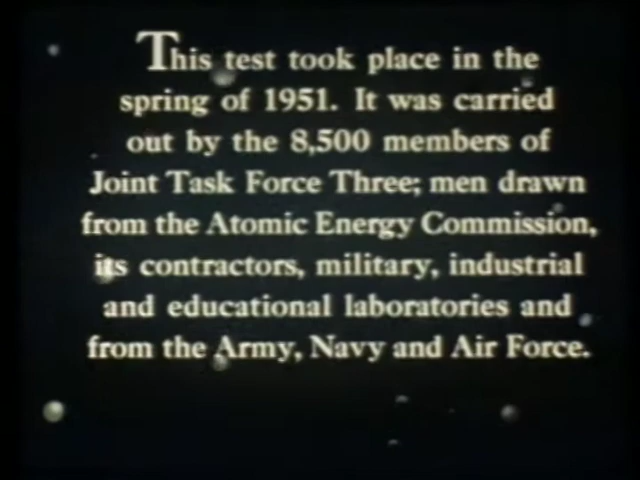 This test took place in the
spring of 1951. It was carried
out by the 8,500 members of
Joint Task Force Three; men drawn
from the Atomic Energy Commission,
its contractors, military, industrial
and educational laboratories and
from the Army, Navy and Air Force.